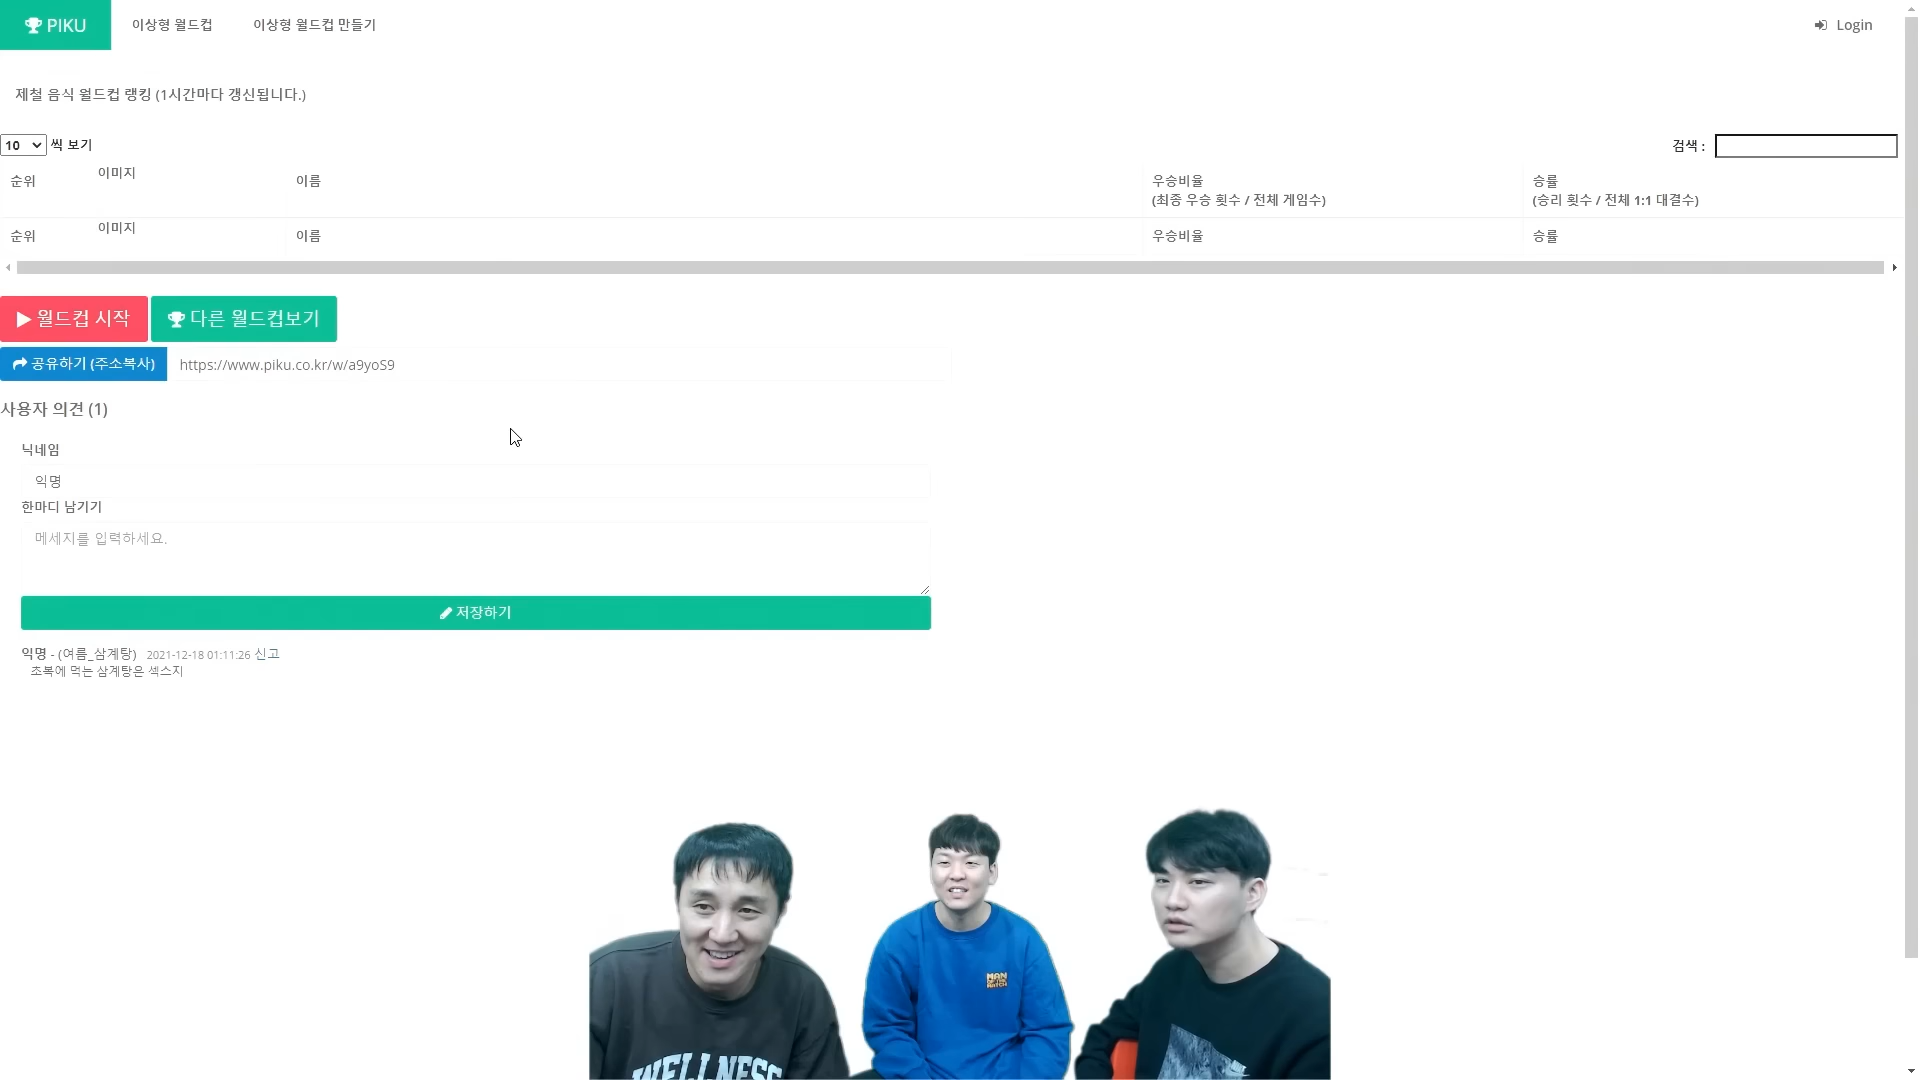 PIKU
이상형 월드컵
이상형 월드컵 만들기
Login
제철 음식 월드컵 랭킹 (1시간마다 갱신됩니다.)
10 씩 보기
검색 :
순위
이미지
이름
우승비율
(최종 우승 횟수 / 전체 게임수)
승률
(승리 횟수 / 전체 1:1 대결수)
순위
이미지
이름
우승비율
승률
월드컵 시작
다른 월드컵보기
공유하기 (주소복사)
https://www.piku.co.kr/w/a9yoS9
사용자 의견 (1)
닉네임
익명
한마디 남기기
메세지를 입력하세요.
저장하기
익명 - (여름_삼계탕) 2021-12-18 01:11:26 신고
초복에 먹는 삼계탕은 섹스지
MAN
OF THE
MATCH
WELLNESS